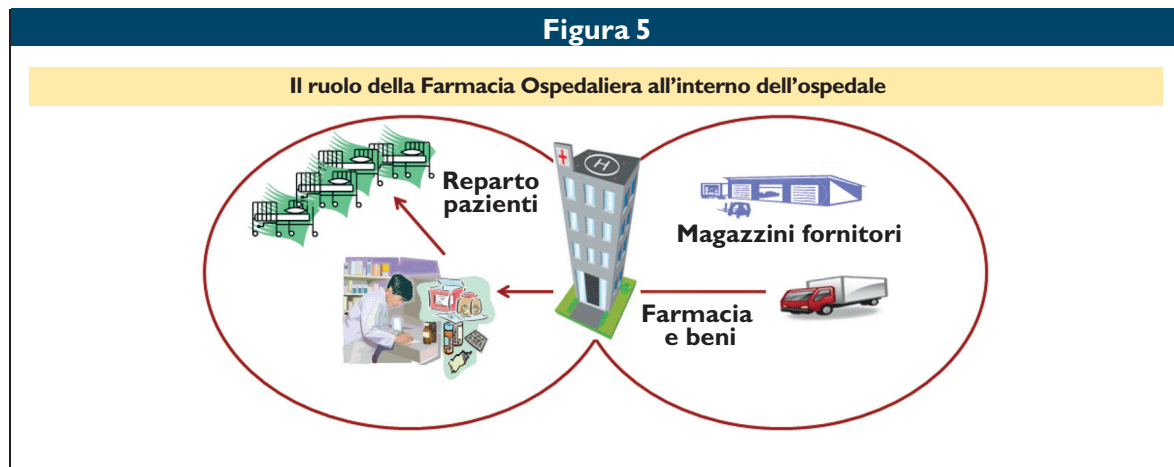 Figura 5
Il ruolo della Farmacia Ospedaliera all'interno dell'ospedale
Reparto
pazienti
H
Magazzini fornitori
Farmacia
e beni